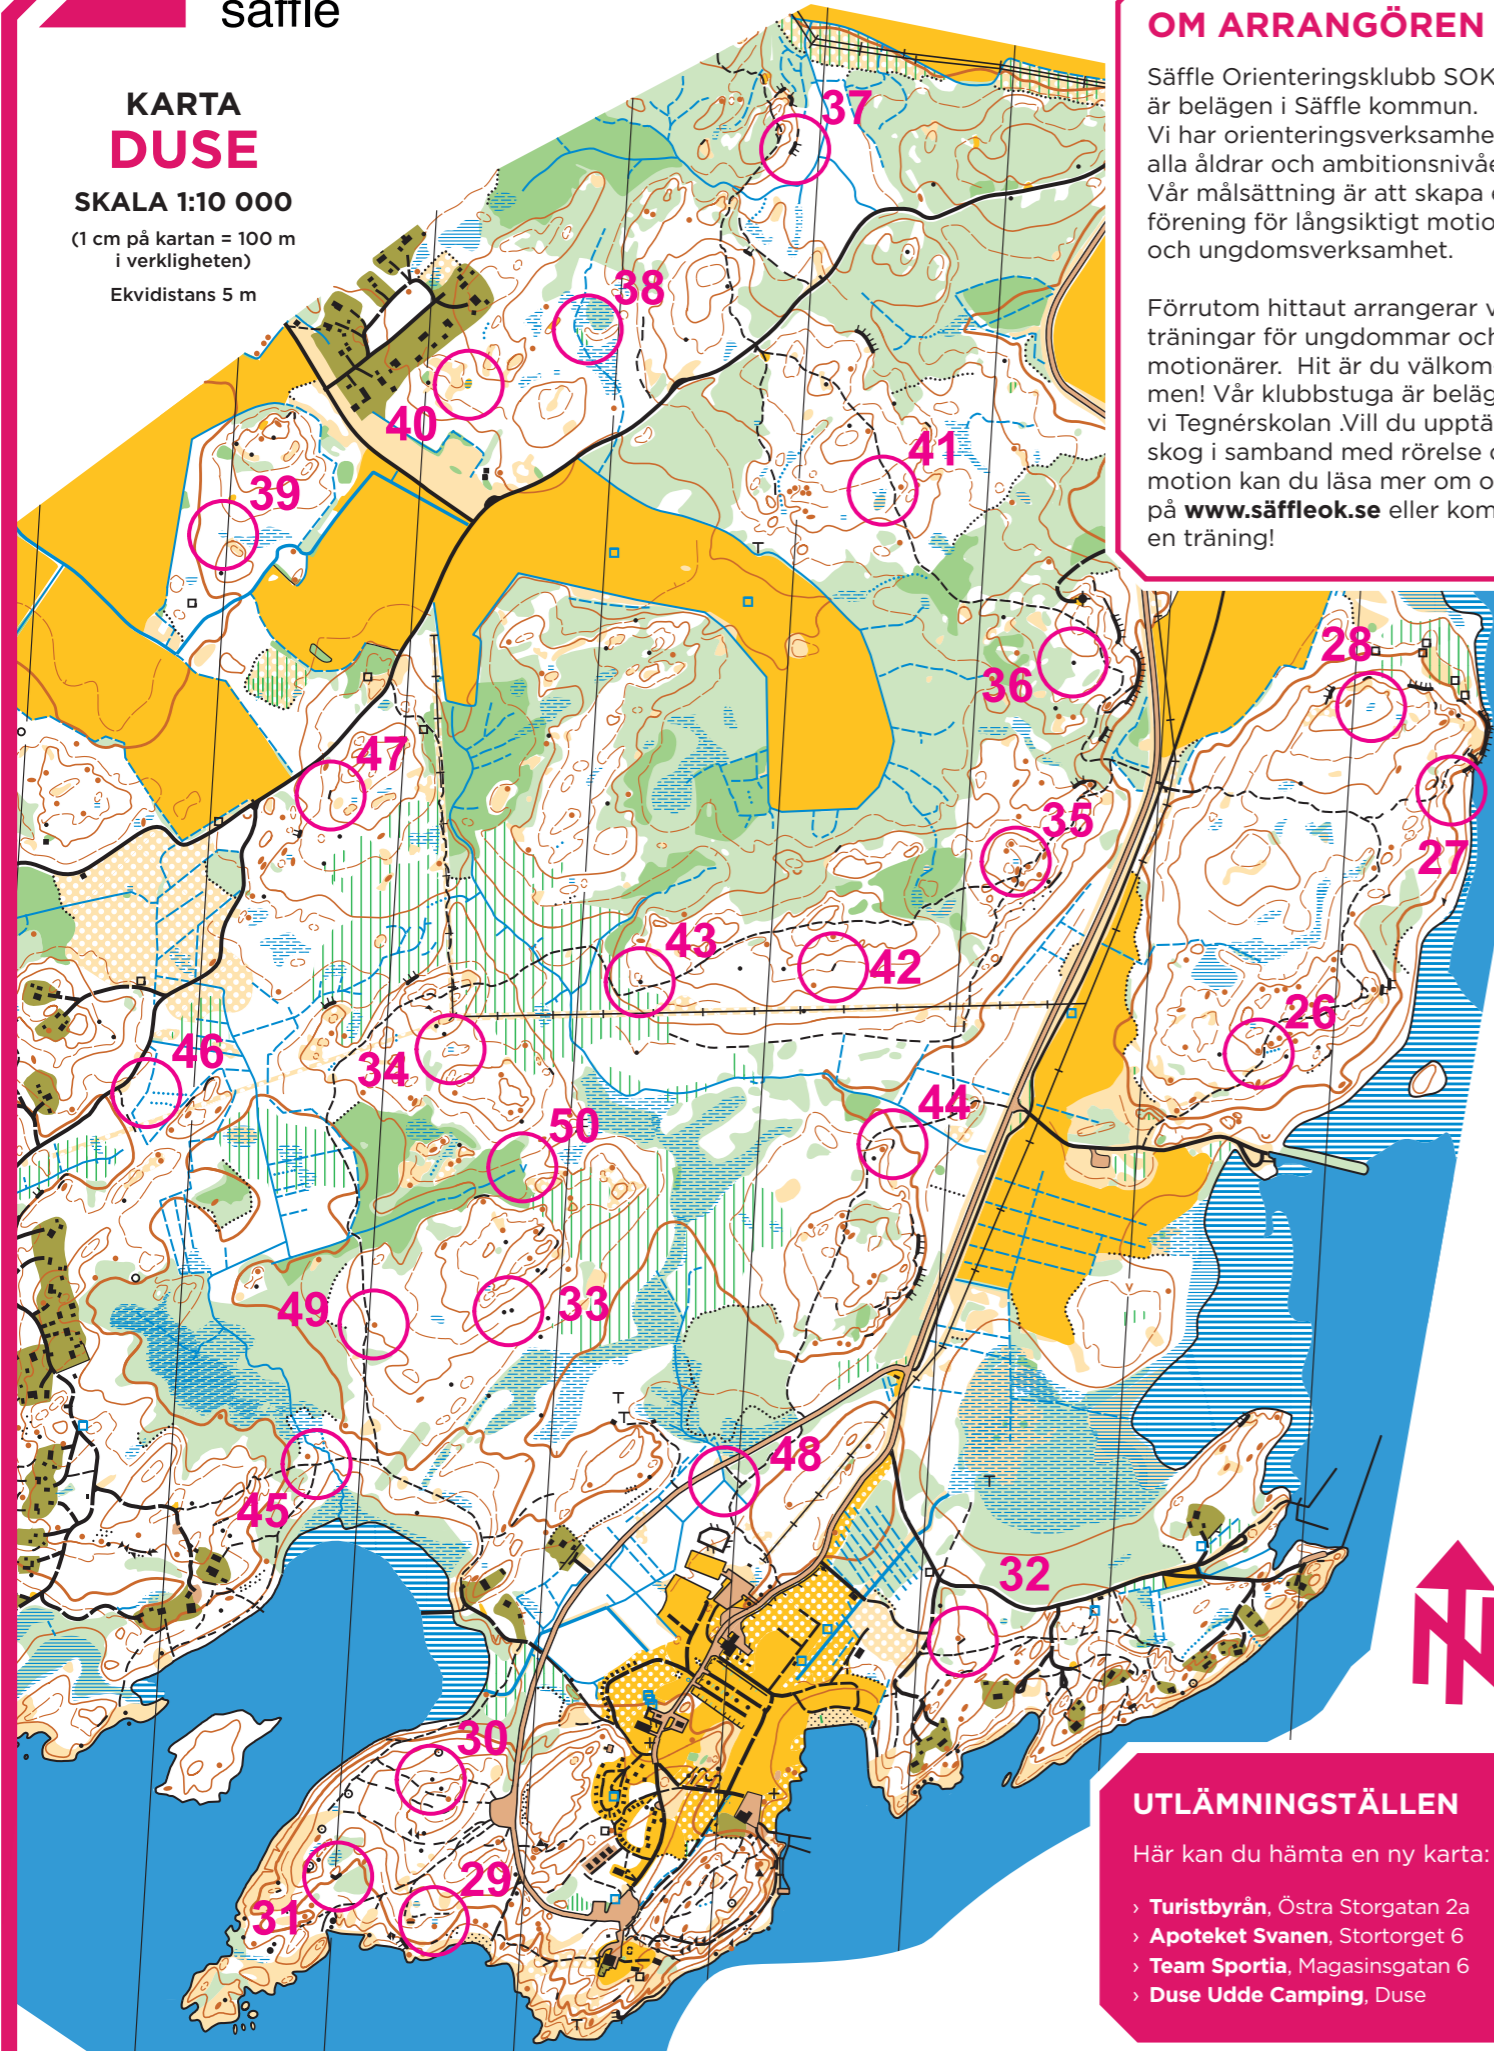 säffle
KARTA
DUSE
SKALA 1:10 000
(1 cm på kartan = 100 m
i verkligheten)
Ekvidistans 5 m
OM ARRANGÖREN
Säffle Orienteringsklubb SOK
är belägen i Säffle kommun.
Vi har orienteringsverksamhe
alla åldrar och ambitionsnivåe
Vår målsättning är att skapa e
förening för långsiktigt motio
och ungdomsverksamhet.
Förrutom hittaut arrangerar v
träningar för ungdommar och
motionärer. Hit är du välkom
men! Vår klubbstuga är beläg
vi Tegnérskolan .Vill du upptä
skog i samband med rörelse o
motion kan du läsa mer om o
på www.säffleok.se eller kom
en träning!
37
38
40
41
39
36
28
47
35
27
43
42
26
46
34
44
50
49
33
48
45
32
30
29
31
N
UTLÄMNINGSTÄLLEN
Här kan du hämta en ny karta:
› Turistbyrån, Östra Storgatan 2a
› Apoteket Svanen, Stortorget 6
› Team Sportia, Magasinsgatan 6
› Duse Udde Camping, Duse